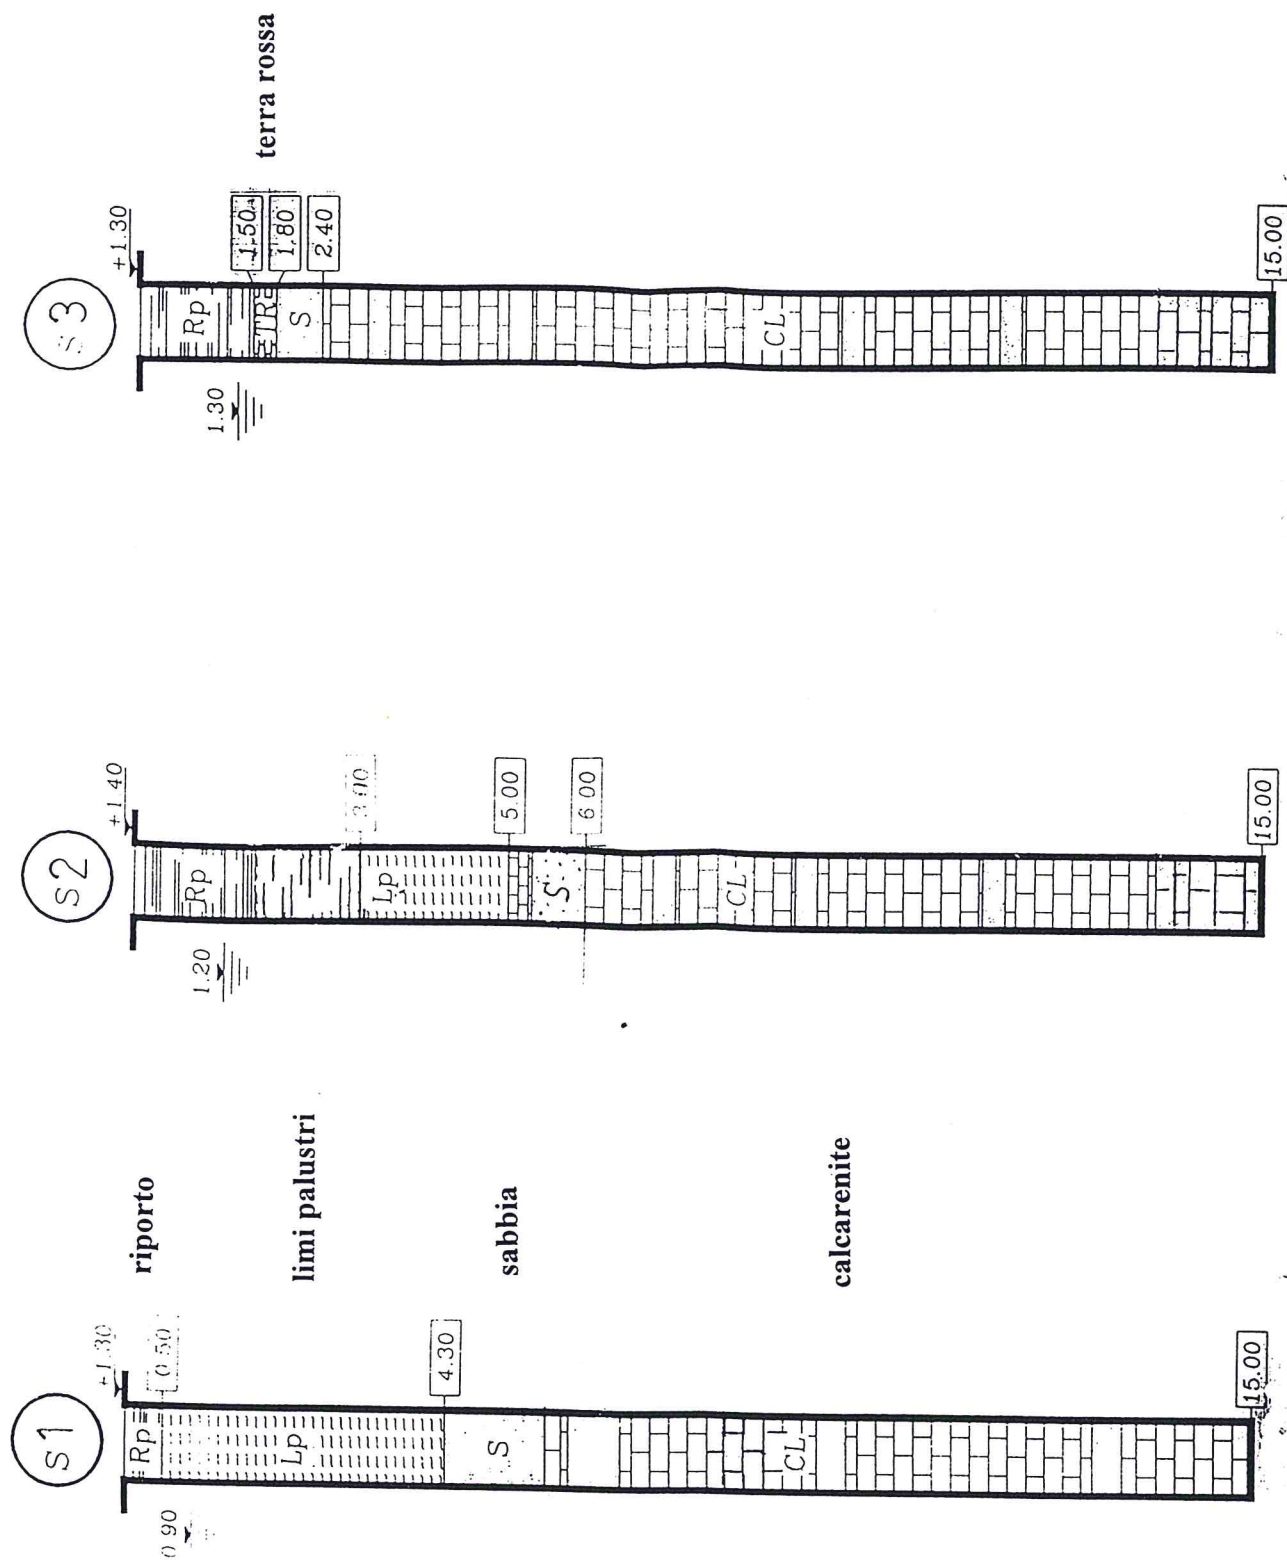 S1
+1.30
0.90
Rp
0.50
Lp
4.30
S
CL
15.00
riporto
limi palustri
sabbia
calcarenite
S2
+1.40
1.20
Rp
3.00
Lp
5.00
S
6.00
CL
15.00
S3
+1.30
1.30
Rp
1.50
TR
1.80
S
2.40
CL
15.00
terra rossa